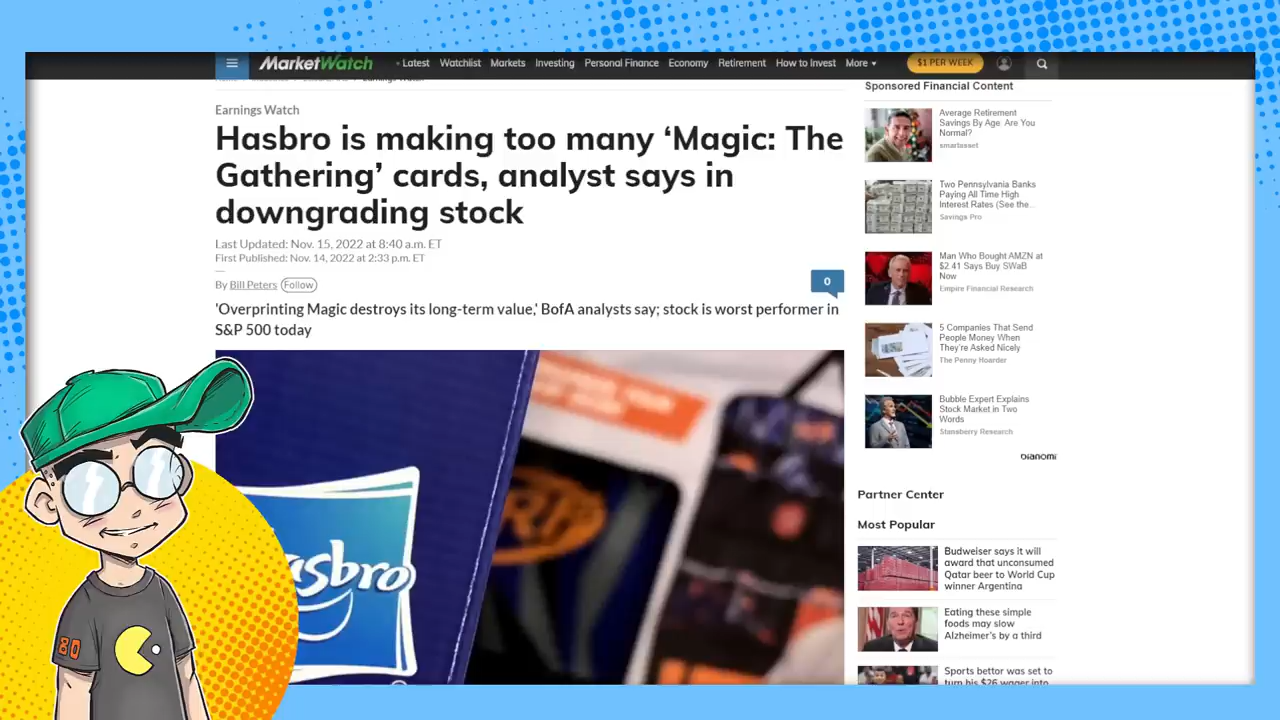 MarketWatch
Latest Watchlist Markets Investing Personal Finance Economy Retirement How to Invest More $1 PER WEEK
Earnings Watch
Hasbro is making too many ‘Magic: The
Gathering’ cards, analyst says in
downgrading stock
Last Updated: Nov. 15, 2022 at 8:40 a.m. ET
First Published: Nov. 14, 2022 at 2:33 p.m. ET
By Bill Peters Follow
0
'Overprinting Magic destroys its long-term value,' BofA analysts say; stock is worst performer in
S&P 500 today
Sponsored Financial Content
Average Retirement
Savings By Age. Are You
Normal?
smartasset
Two Pennsylvania Banks
Paying All Time High
Interest Rates (See the...
Savings Pro
Man Who Bought AMZN at
$2.41 Says Buy SWaB
Now
Empire Financial Research
5 Companies That Send
People Money When
They're Asked Nicely
The Penny Hoarder
Bubble Expert Explains
Stock Market in Two
Words
Stansberry Research
bianomi
Partner Center
Most Popular
Budweiser says it will
award that unconsumed
Qatar beer to World Cup
winner Argentina
Eating these simple
foods may slow
Alzheimer's by a third
Sports bettor was set to
turn his $26 wager into
80